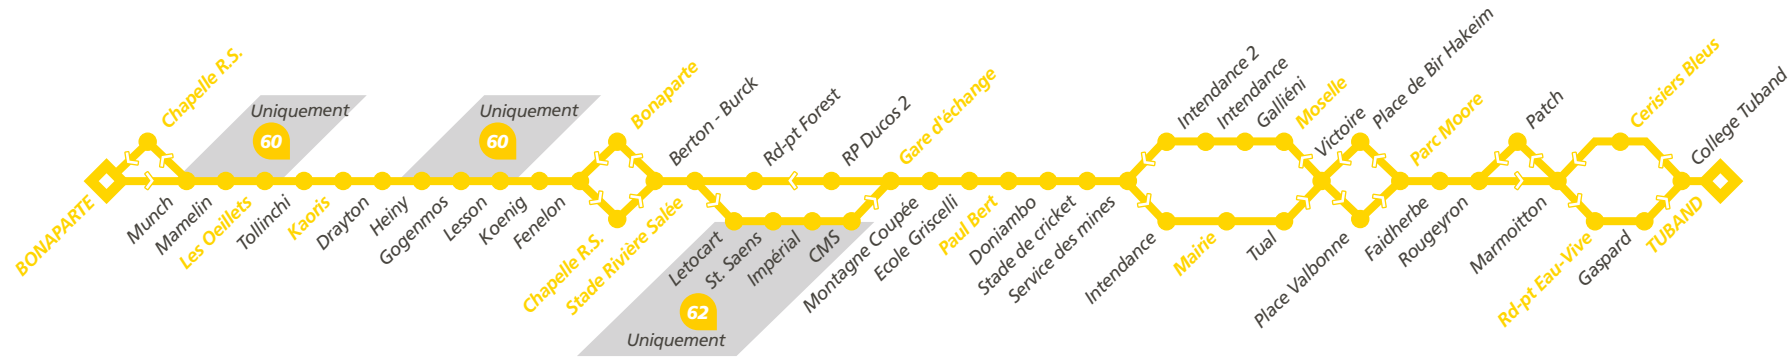 BONAPARTE
Chapelle R.S.
Munch
Mamelin
Uniquement
60
Les Oeillets
Tollinchi
Kaoris
Drayton
Heiny
Gogenmos
Uniquement
60
Lesson
Koenig
Fenelon
Chapelle R.S.
Bonaparte
Stade Rivière Salée
Berton - Burck
Letocart
St. Saens
Impérial
CMS
62
Uniquement
Rd-pt Forest
RP Ducos 2
Gare d'échange
Montagne Coupée
Ecole Griscelli
Paul Bert
Doniambo
Stade de cricket
Service des mines
Intendance
Mairie
Tual
Intendance 2
Intendance
Galliéni
Moselle
Victoire
Place de Bir Hakeim
Place Valbonne
Parc Moore
Faidherbe
Rougeyron
Patch
Marmoitton
Rd-pt Eau-Vive
Gaspard
Cerisiers Bleus
College Tuband
TUBAND